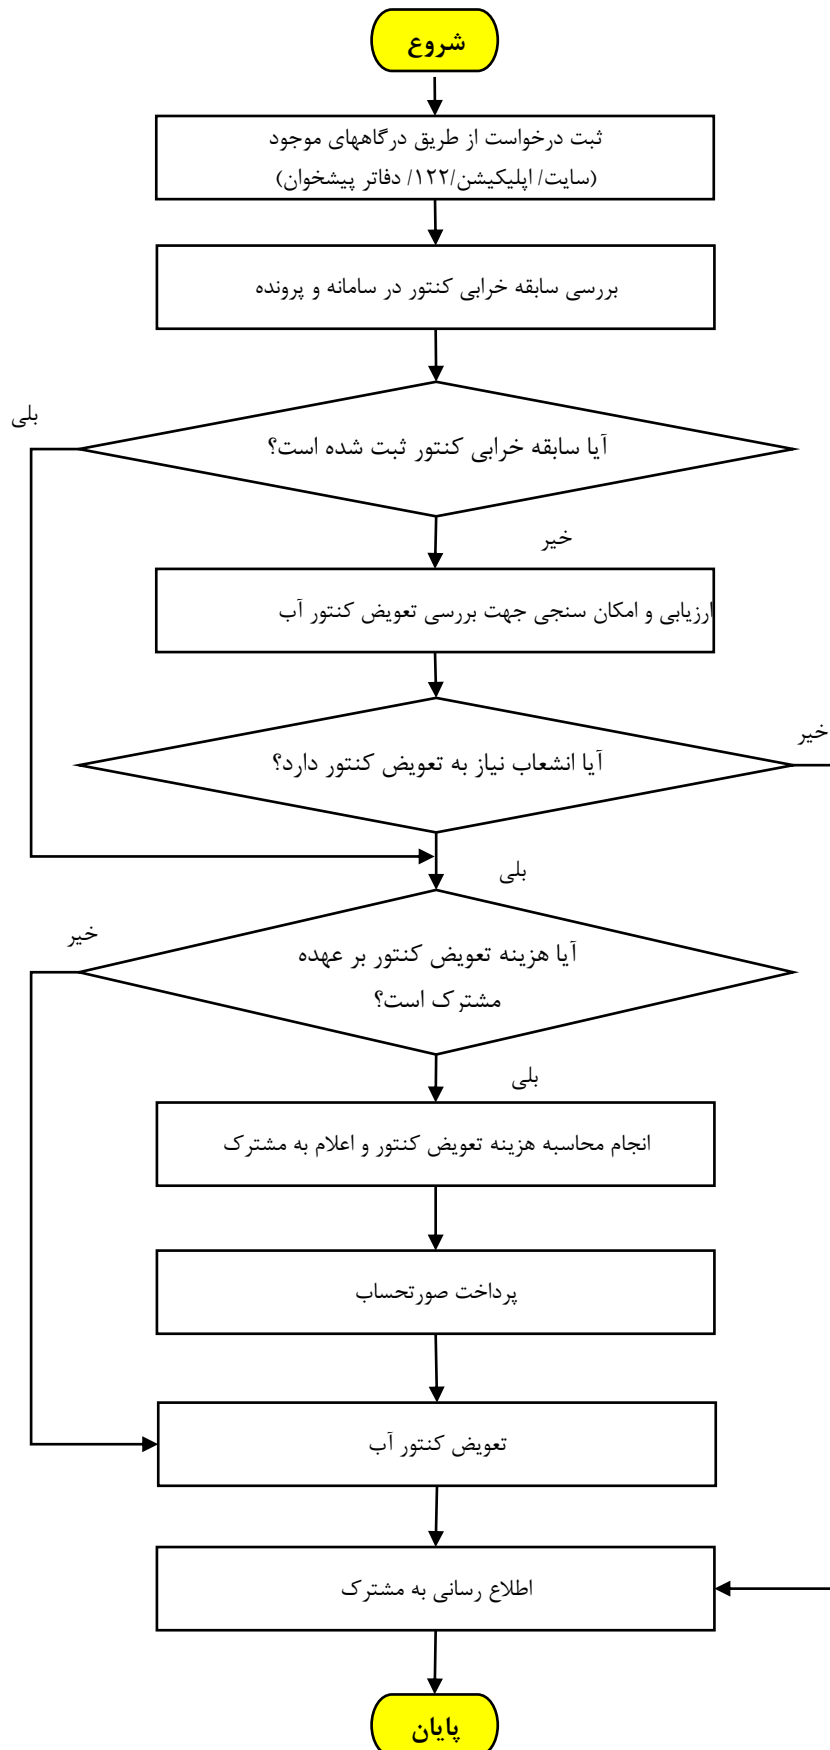 شروع
ثبت درخواست از طریق درگاههای موجود
(سایت/ اپلیکیشن/۱۲۲/ دفاتر پیشخوان)
بررسی سابقه خرابی کنتور در سامانه و پرونده
بلی
آیا سابقه خرابی کنتور ثبت شده است؟
خیر
ارزیابی و امکان سنجی جهت بررسی تعویض کنتور آب
خیر
آیا انشعاب نیاز به تعویض کنتور دارد؟
بلی
خیر
آیا هزینه تعویض کنتور بر عهده
مشترک است؟
بلی
انجام محاسبه هزینه تعویض کنتور و اعلام به مشترک
پرداخت صورتحساب
تعویض کنتور آب
اطلاع رسانی به مشترک
پایان